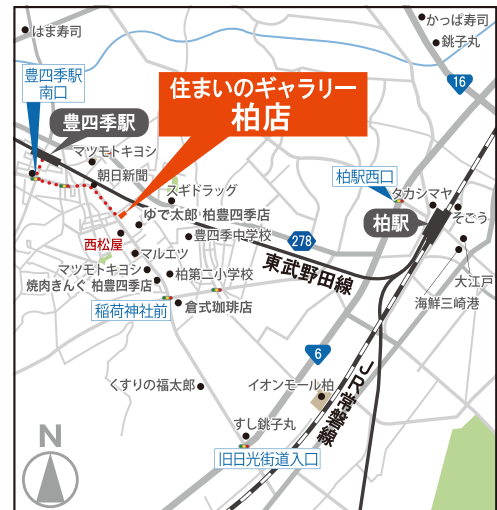 かっぱ寿司
銚子丸
はま寿司
16
豊四季駅
南口
住まいのギャラリー
柏店
豊四季駅
マツモトキヨシ
朝日新聞
スギドラッグ
柏駅西口
タカシマヤ
そごう
柏駅
ゆで太郎 柏豊四季店
西松屋
豊四季中学校
278
マルエツ
東武野田線
マツモトキヨシ
柏第二小学校
焼肉きんぐ 柏豊四季店
大江戸
海鮮三崎港
稲荷神社前
倉式珈琲店
6
JR常磐線
くすりの福太郎
イオンモール柏
すし銚子丸
旧日光街道入口
N